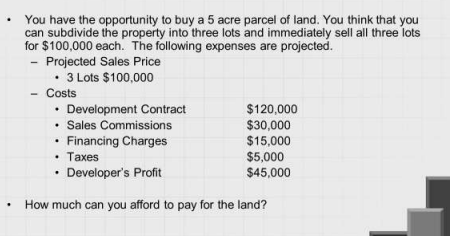 • You have the opportunity to buy a 5 acre parcel of land. You think that you
can subdivide the property into three lots and immediately sell all three lots
for $100,000 each. The following expenses are projected.
– Projected Sales Price
• 3 Lots $100,000
– Costs
• Development Contract $120,000
• Sales Commissions $30,000
• Financing Charges $15,000
• Taxes $5,000
• Developer's Profit $45,000
• How much can you afford to pay for the land?